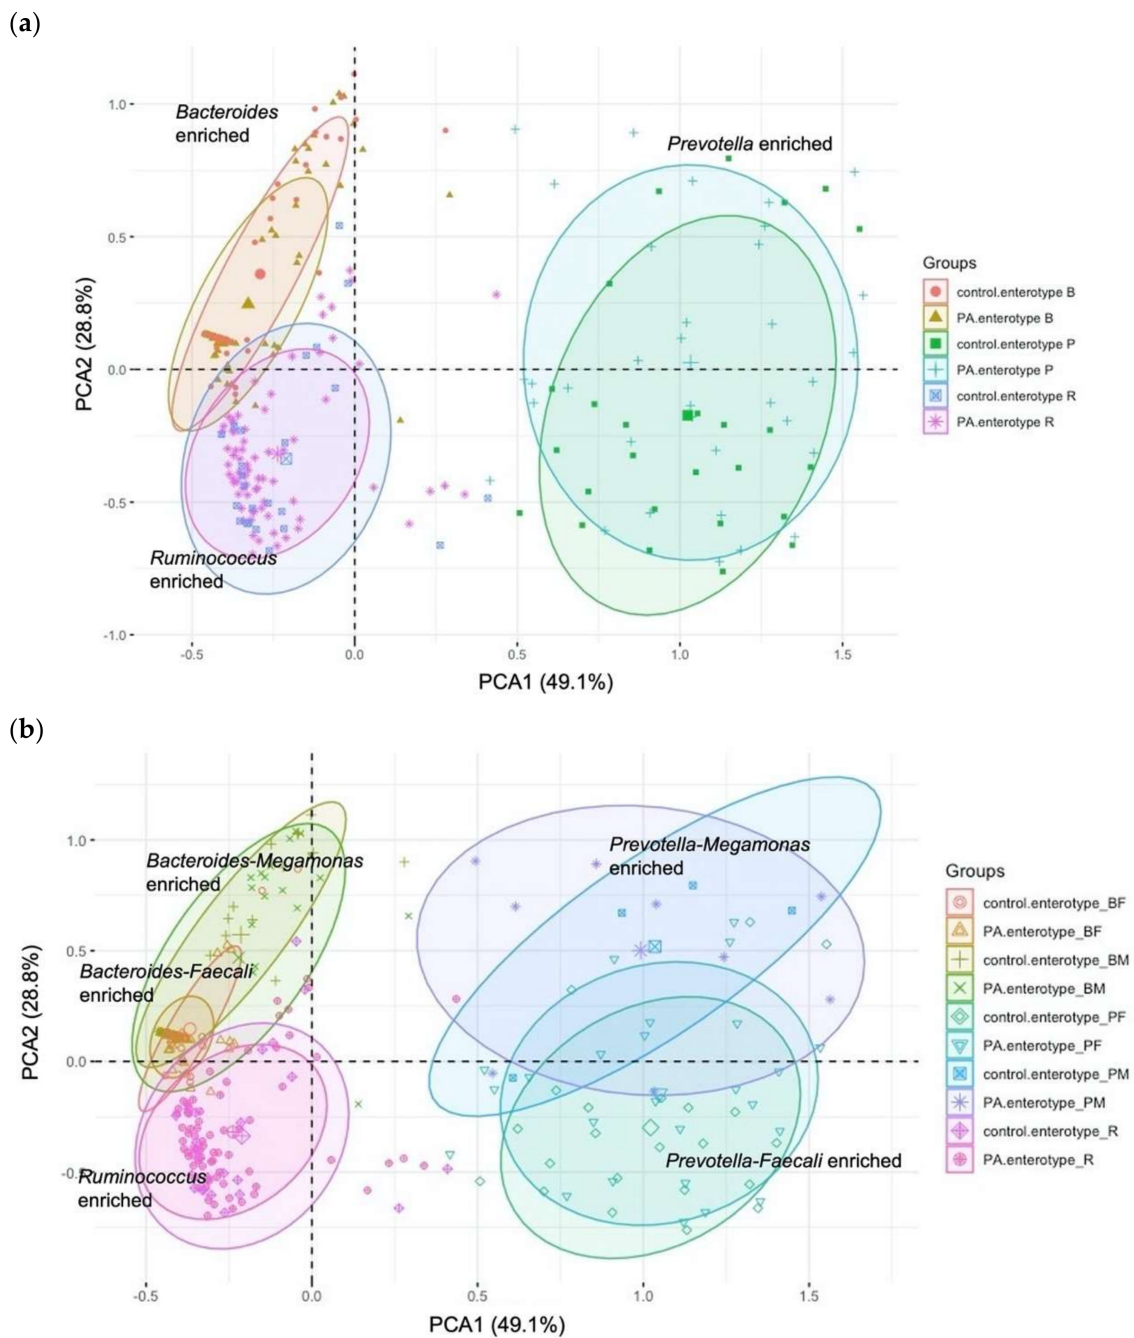 (a)
Bacteroides
enriched
Prevotella enriched
Ruminococcus
enriched
1.0
0.5
0.0
-0.5
-1.0
PCA2 (28.8%)
-0.5
0.0
0.5
1.0
1.5
PCA1 (49.1%)
Groups
control.enterotype B
PA.enterotype B
control.enterotype P
PA.enterotype P
control.enterotype R
PA.enterotype R
(b)
Bacteroides-Megamonas
enriched
Prevotella-Megamonas
enriched
Bacteroides-Faecali
enriched
Prevotella-Faecali enriched
Ruminococcus
enriched
1.0
0.5
0.0
-0.5
PCA2 (28.8%)
-0.5
0.0
0.5
1.0
1.5
PCA1 (49.1%)
Groups
control.enterotype_BF
PA.enterotype_BF
control.enterotype_BM
PA.enterotype_BM
control.enterotype_PF
PA.enterotype_PF
control.enterotype_PM
PA.enterotype_PM
control.enterotype_R
PA.enterotype_R